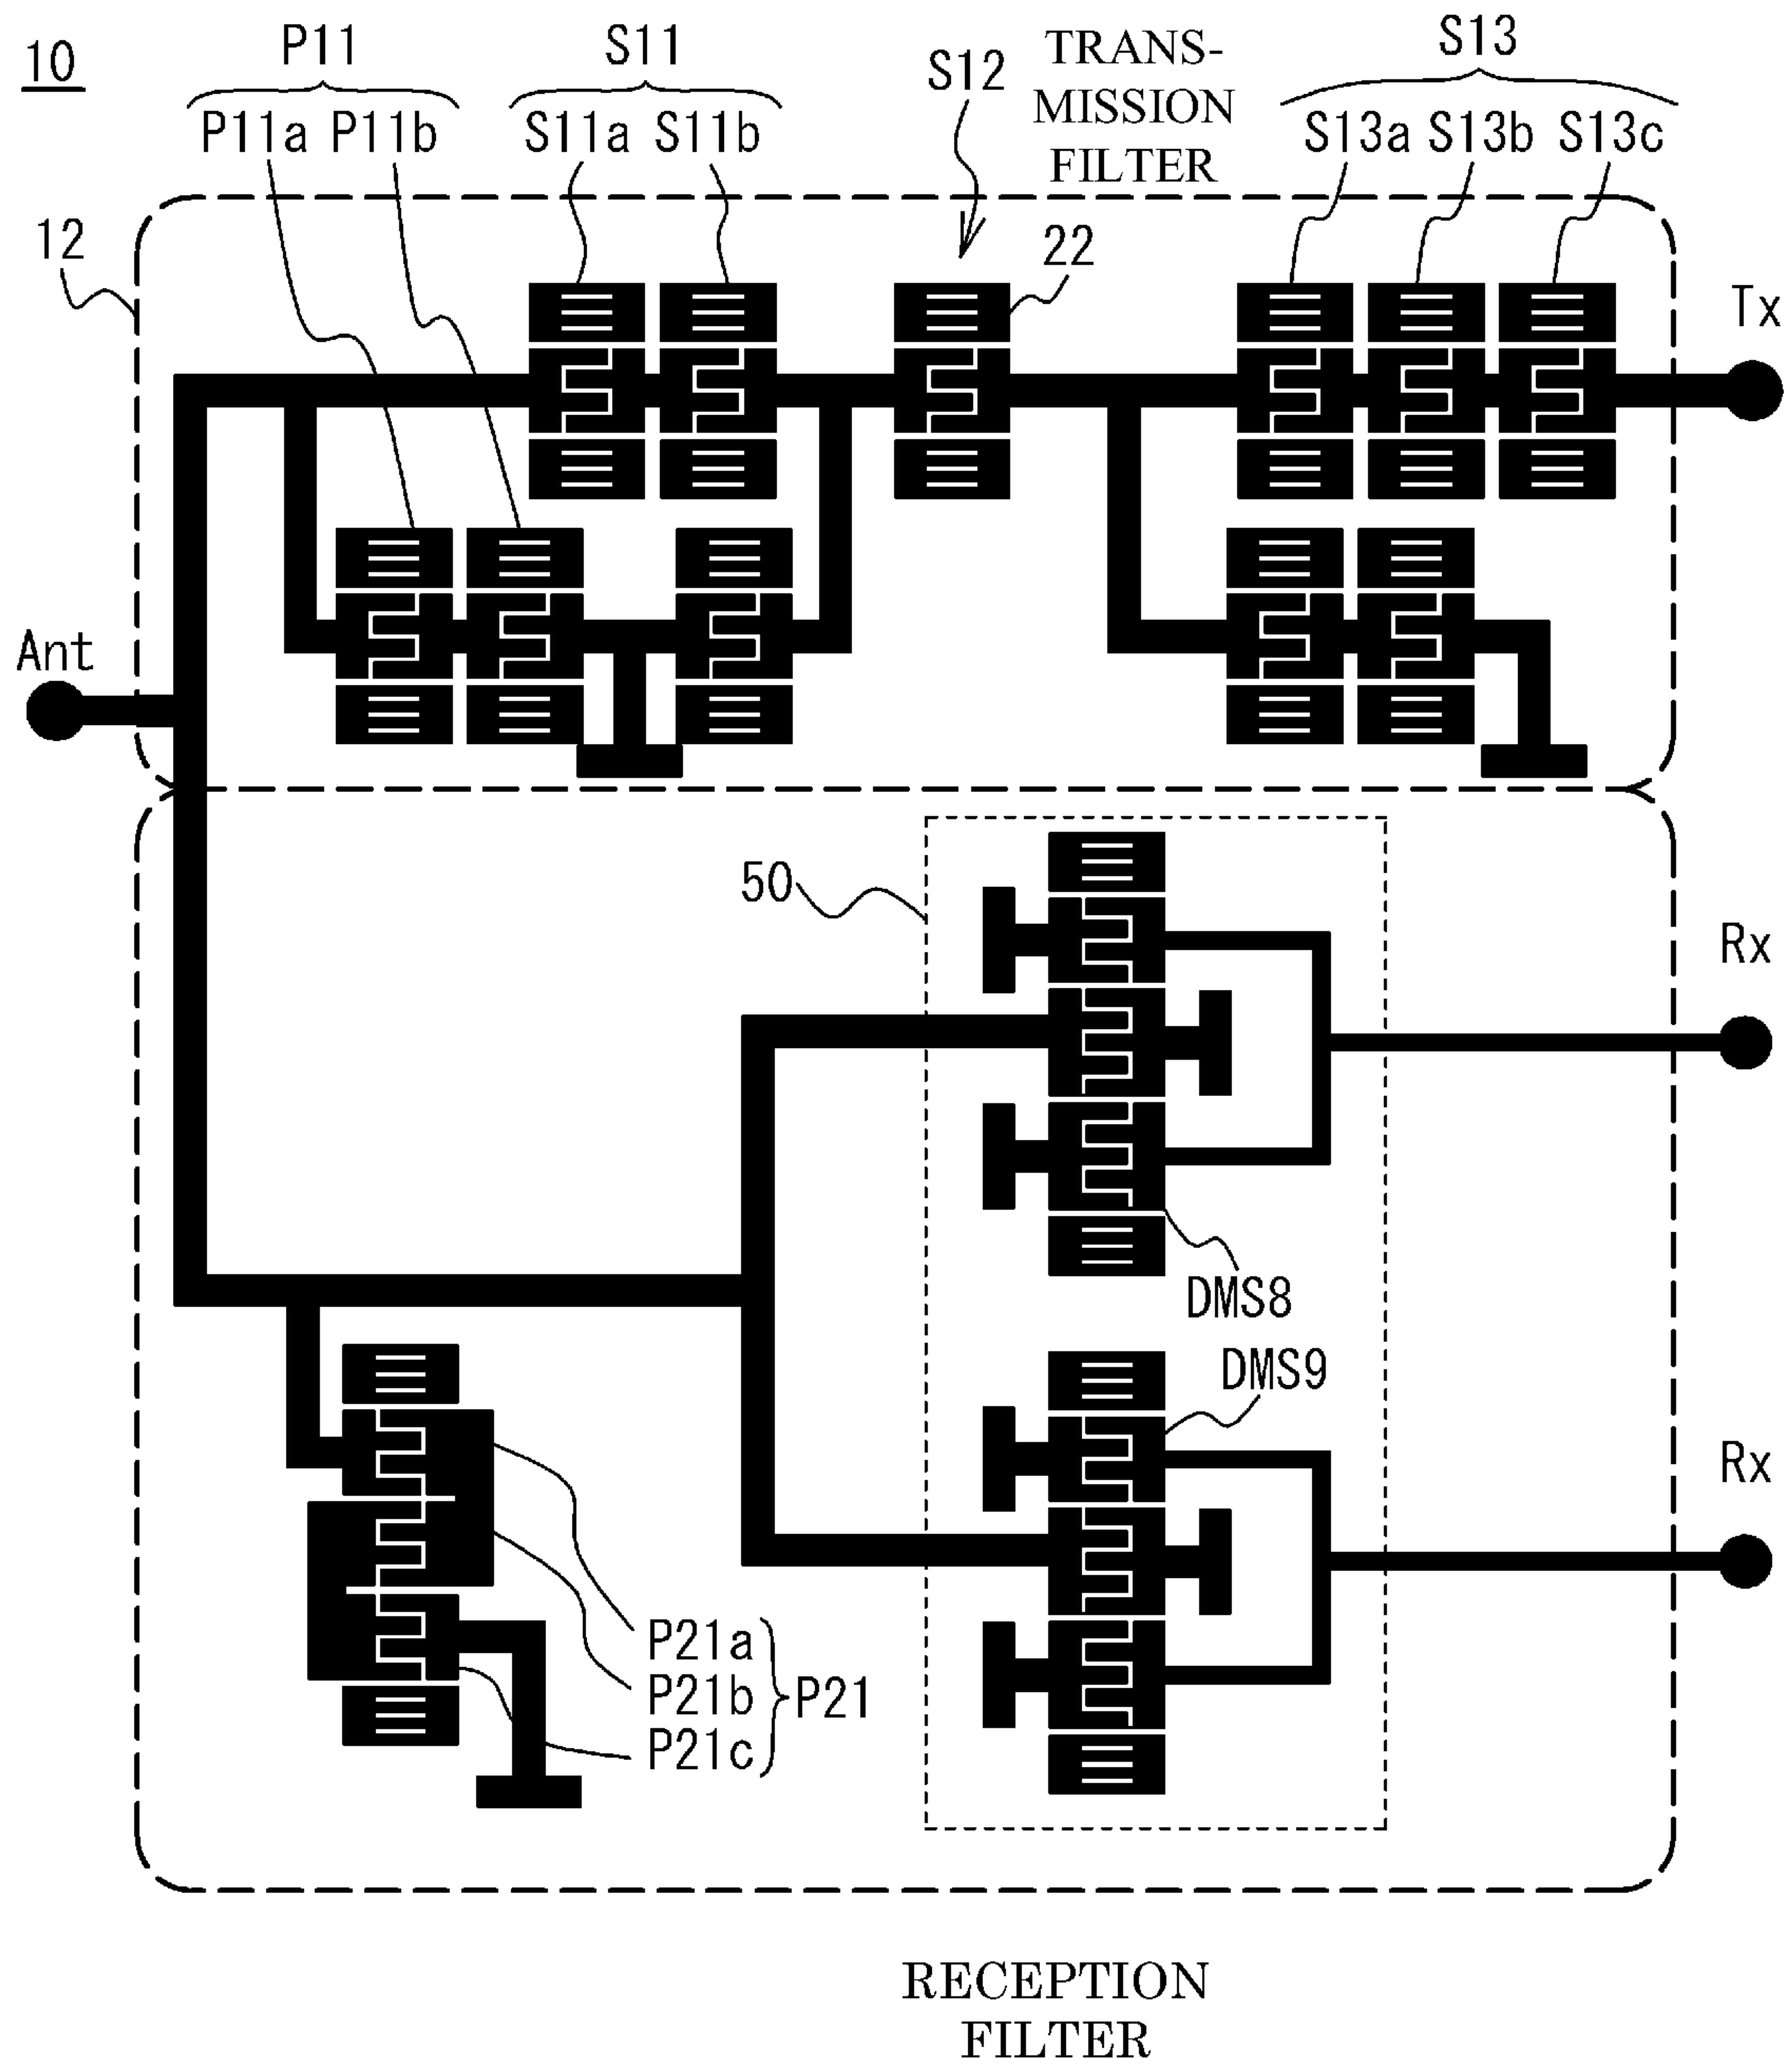 10
P11
S11
S12
TRANS-
MISSION
FILTER
S13
P11a P11b
S11a S11b
S13a S13b S13c
12
22
Tx
Ant
50
Rx
DMS8
DMS9
Rx
P21a
P21b
P21
P21c
RECEPTION
FILTER